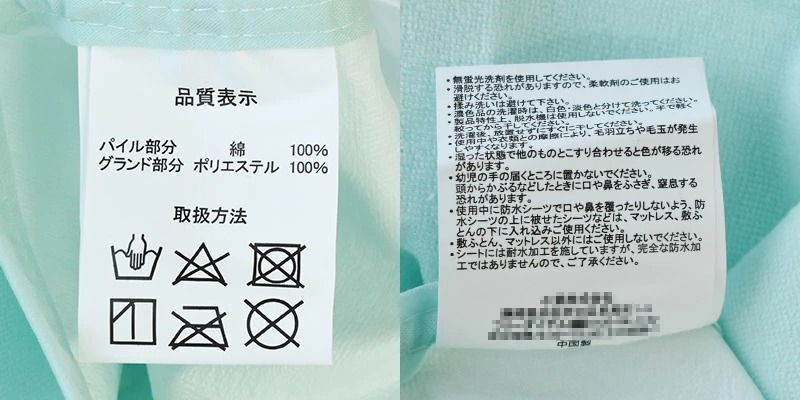 品質表示
パイル部分 綿 100%
グランド部分 ポリエステル 100%
取扱方法
・無蛍光洗剤を使用してください。
・滑脱する恐れがありますので、柔軟剤のご使用はお
避けください。
・揉み洗いは避けて下さい。
・濃色品の洗濯時は、白色・淡色と分けて洗ってください。
・製品特性上、脱水機は使用しないでください。手で軽く
絞ってから干してください。
・洗濯後、放置せずにすぐに干してください。
・使用中や衣類との摩擦により、毛羽立ちや毛玉が発生
しやすくなります。
・湿った状態で他のものとこすり合わせると色が移る恐れ
があります。
・幼児の手の届くところに置かないでください。
頭からかぶるなどしたときに口や鼻をふさぎ、窒息する
恐れがあります。
・使用中に防水シーツで口や鼻を覆ったりしないよう、防
水シーツの上に被せたシーツなどは、マットレス、敷ふ
とんの下に入れ込みご使用ください。
・敷ふとん、マットレス以外にはご使用しないでください。
・シートには耐水加工を施していますが、完全な防水加
工ではありませんので、ご了承ください。
中国製